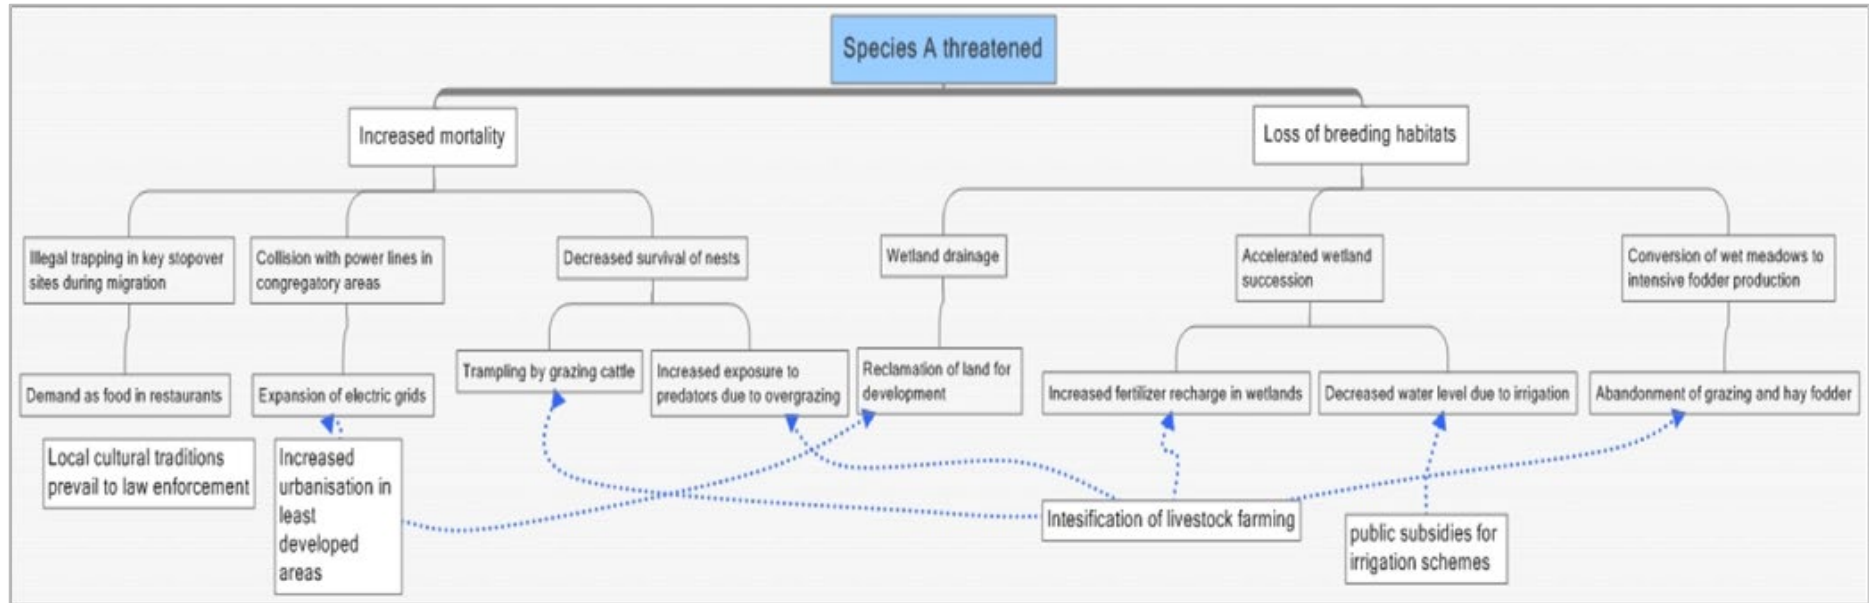 Species A threatened
Increased mortality
Loss of breeding habitats
Illegal trapping in key stopover
sites during migration
Collision with power lines in
congregatory areas
Decreased survival of nests
Wetland drainage
Accelerated wetland
succession
Conversion of wet meadows to
intensive fodder production
Demand as food in restaurants
Expansion of electric grids
Trampling by grazing cattle
Increased exposure to
predators due to overgrazing
Reclamation of land for
development
Increased fertilizer recharge in wetlands
Decreased water level due to irrigation
Abandonment of grazing and hay fodder
Local cultural traditions
prevail to law enforcement
Increased
urbanisation in
least
developed
areas
Intesification of livestock farming
public subsidies for
irrigation schemes